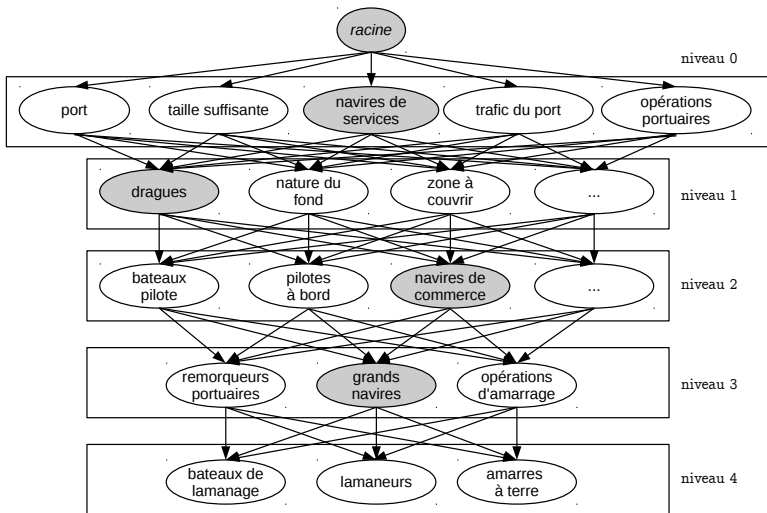 racine
niveau 0
port
taille suffisante
navires de
services
trafic du port
opérations
portuaires
dragues
nature du
fond
zone à
couvrir
...
niveau 1
bateaux
pilote
pilotes
à bord
navires de
commerce
...
niveau 2
remorqueurs
portuaires
grands
navires
opérations
d'amarrage
niveau 3
bateaux de
lamanage
lamaneurs
amarres
à terre
niveau 4